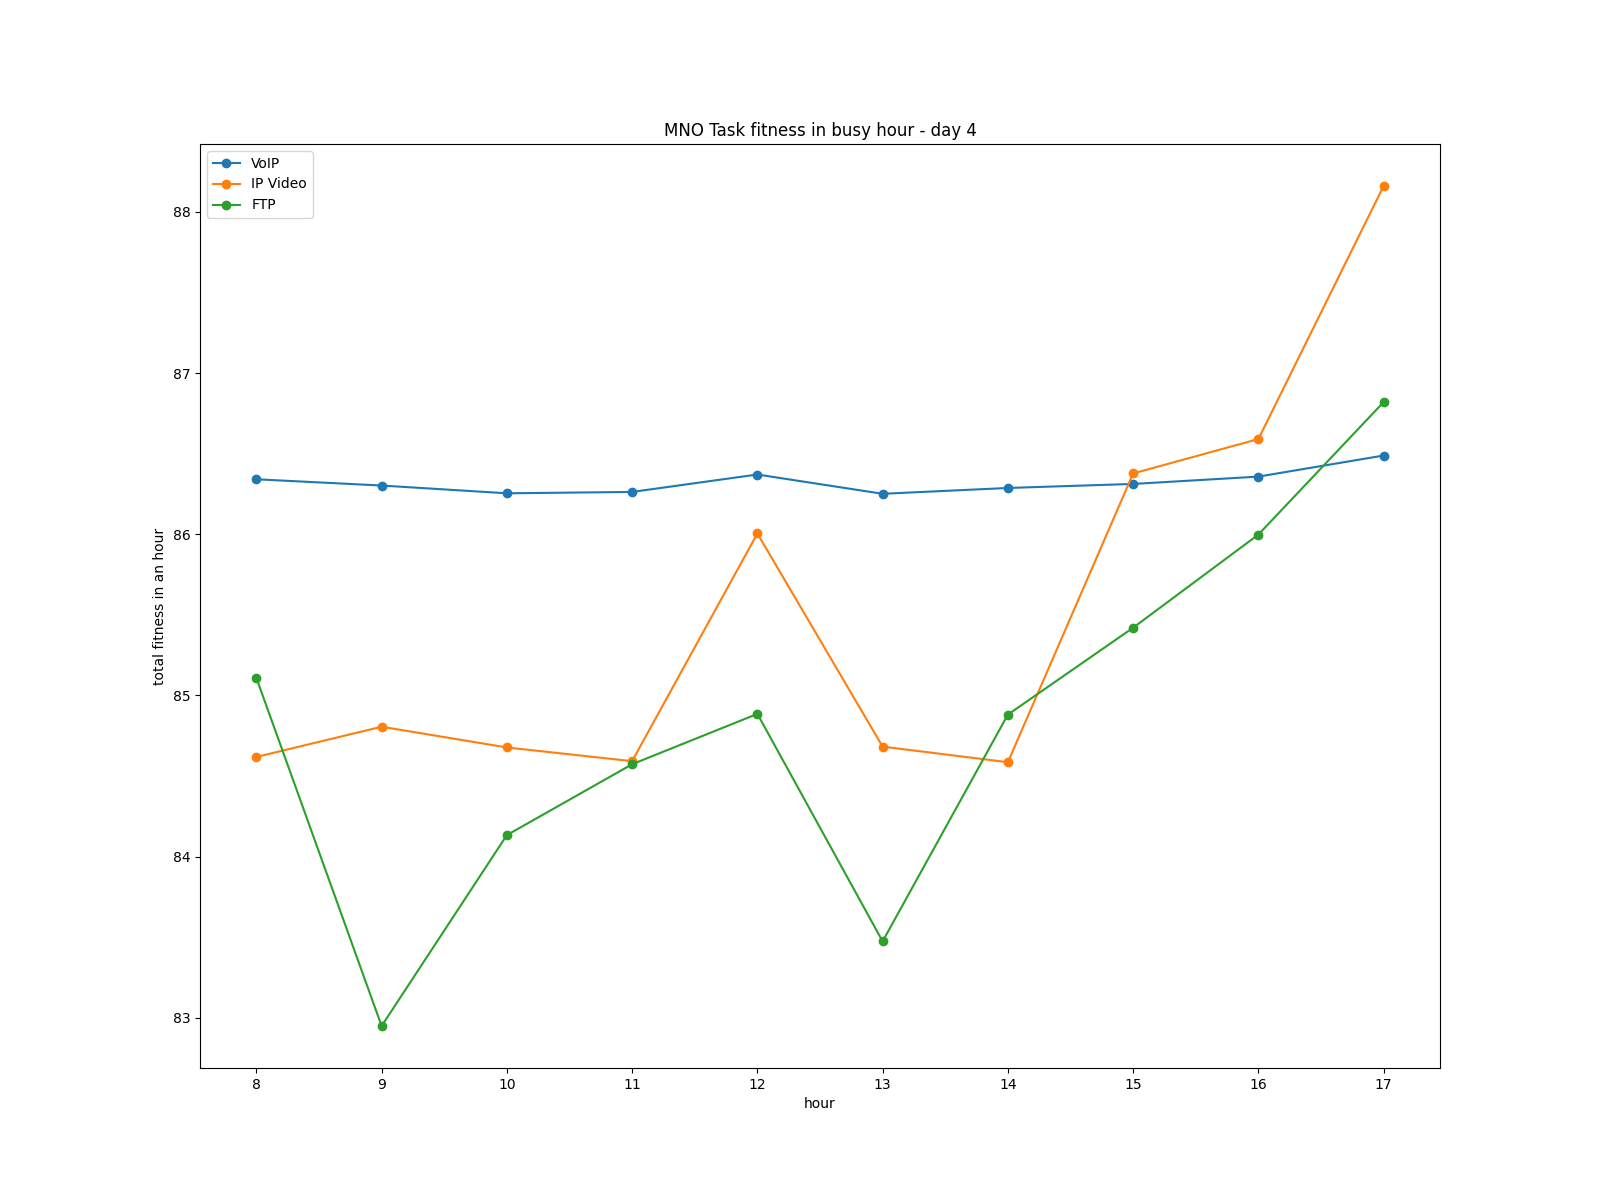 MNO Task fitness in busy hour - day 4
VoIP
IP Video
FTP
88
87
86
85
84
83
total fitness in an hour
8 9 10 11 12 13 14 15 16 17
hour